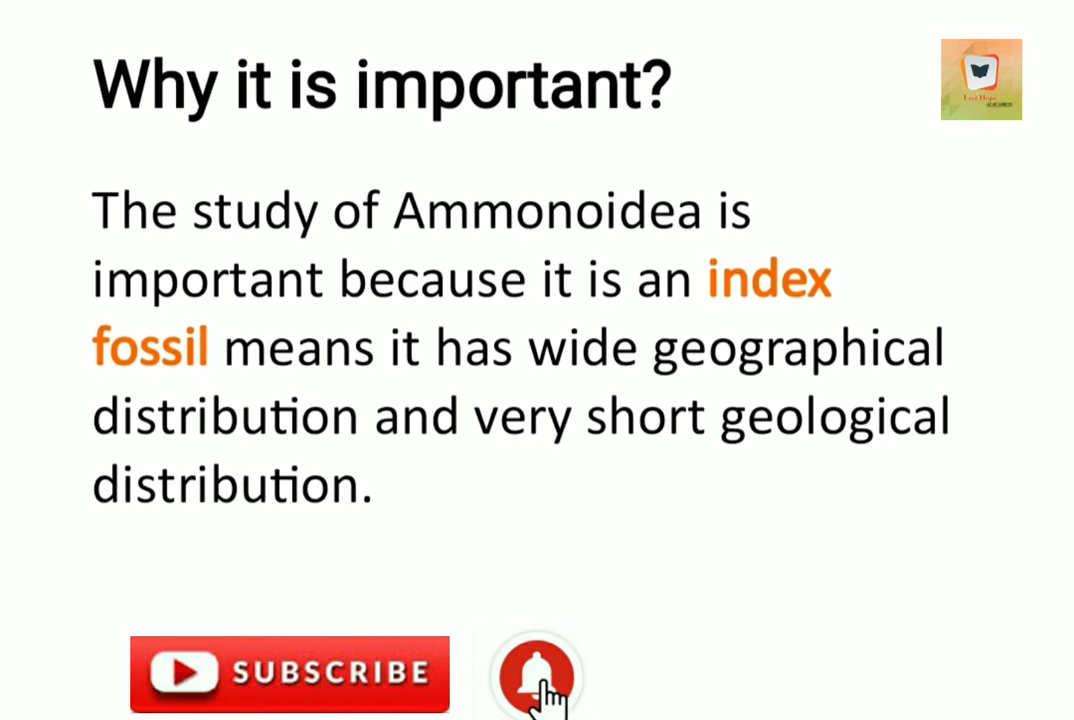 Why it is important?
The study of Ammonoidea is
important because it is an index
fossil means it has wide geographical
distribution and very short geological
distribution.
SUBSCRIBE